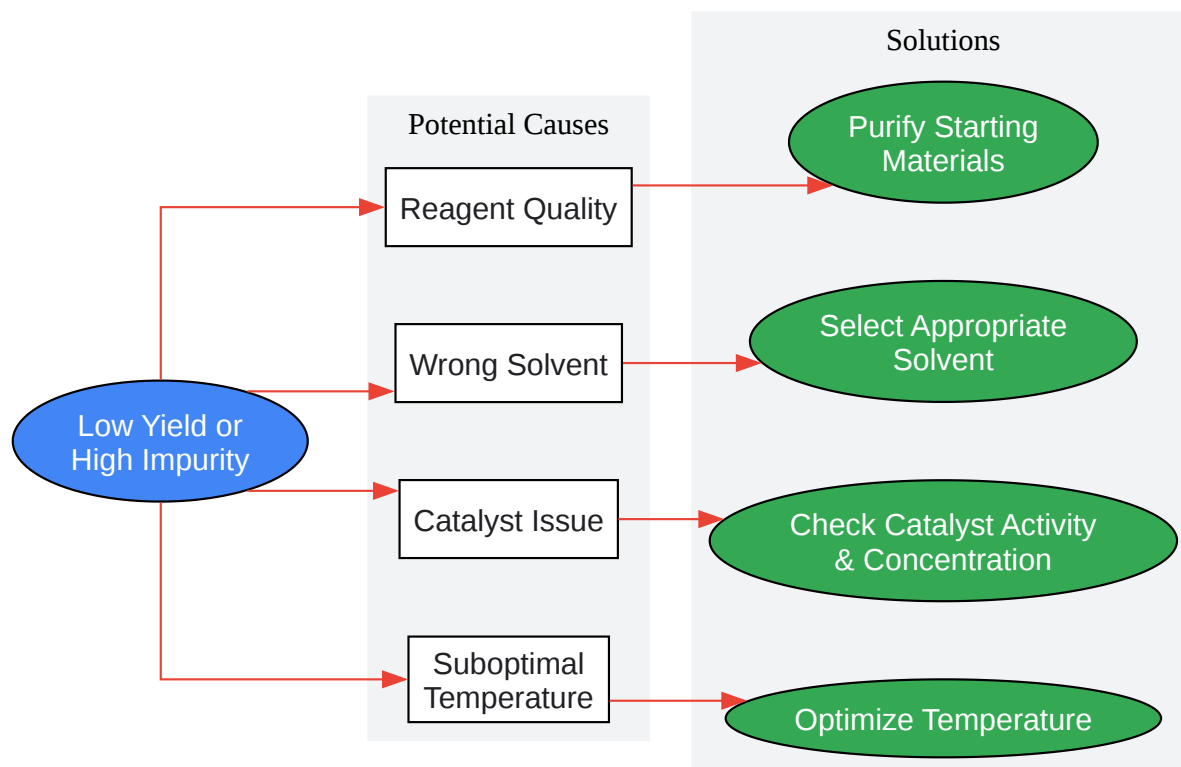 Solutions
Potential Causes
Purify Starting
Materials
Reagent Quality
Select Appropriate
Solvent
Wrong Solvent
Low Yield or
High Impurity
Catalyst Issue
Check Catalyst Activity
& Concentration
Suboptimal
Temperature
Optimize Temperature